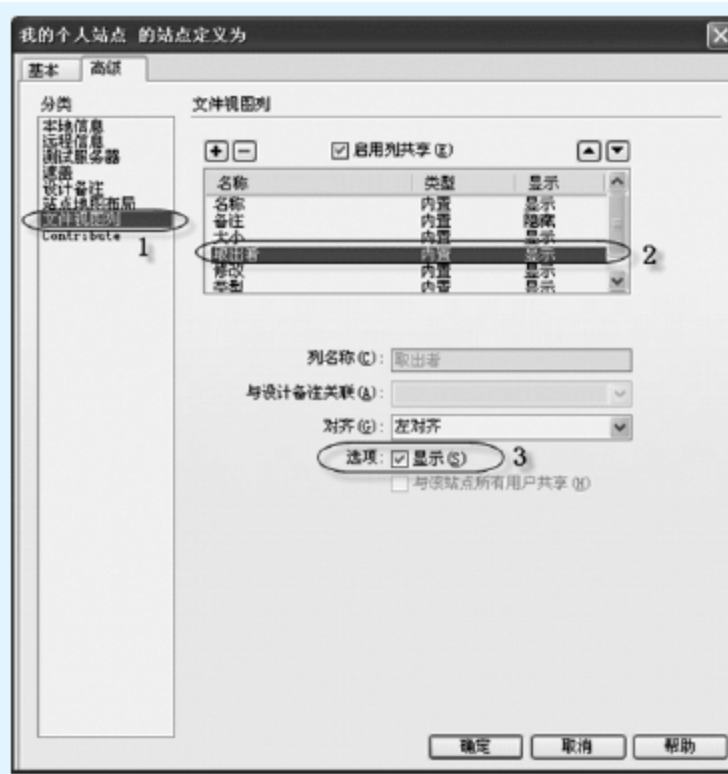 我的个人站点 的站点定义为
基本 高级
分类 文件视图列
本地信息
远程信息
测试服务器
遮盖
设计备注
站点地图布局
文件视图列
Contribute
1
启用列共享(E)
名称 类型 显示
名称 内置 显示
备注 内置 隐藏
大小 内置 显示
取出者 内置 显示 2
修改 内置 显示
类型 内置 显示
列名称(C): 取出者
与设计备注关联(A):
对齐(G): 左对齐
选项: 显示(S) 3
与该站点所有用户共享(H)
确定 取消 帮助